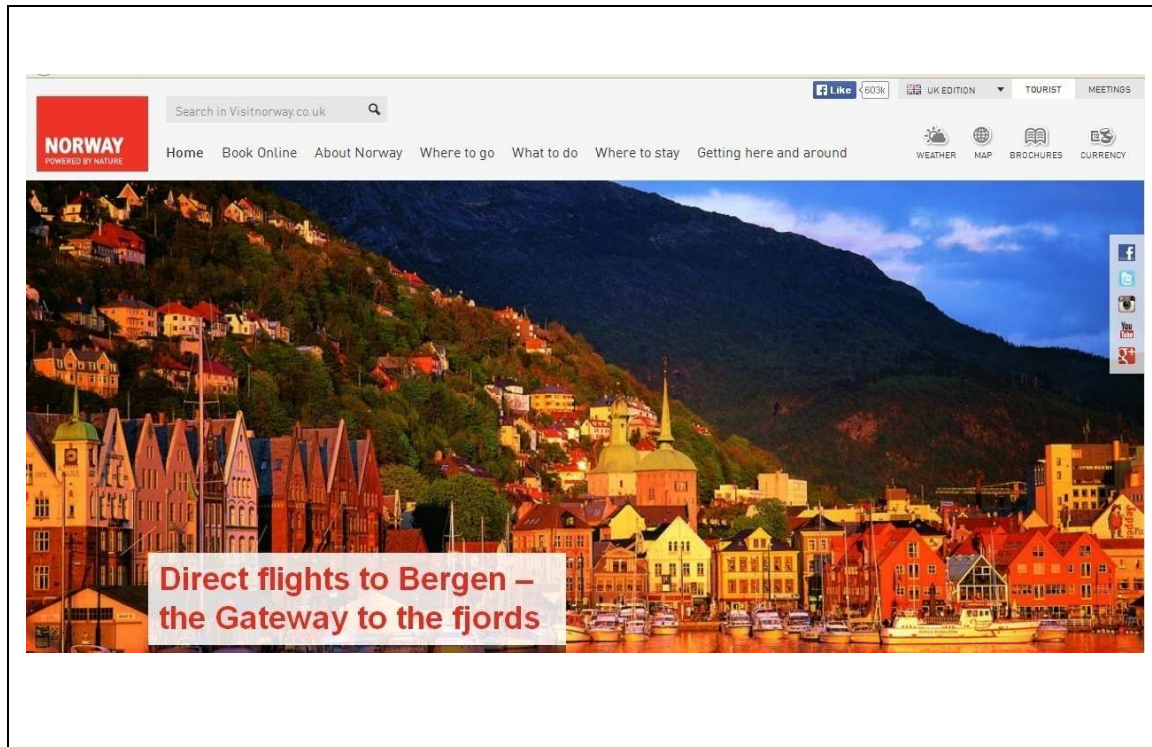 Like 603k UK EDITION TOURIST MEETINGS
Search in Visitnorway.co.uk
NORWAY
POWERED BY NATURE
Home Book Online About Norway Where to go What to do Where to stay Getting here and around
WEATHER MAP BROCHURES CURRENCY
You
Tube
Direct flights to Bergen –
the Gateway to the fjords